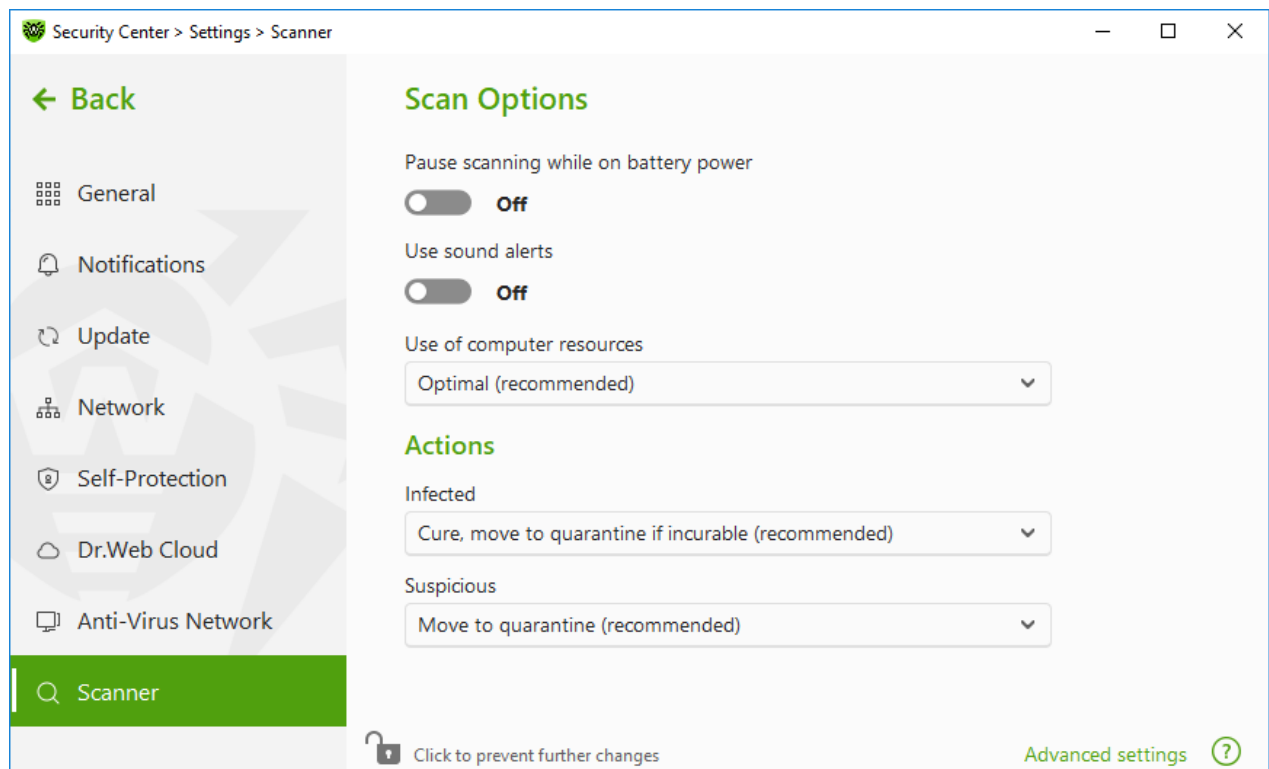 Security Center > Settings > Scanner
Back
General
Notifications
Update
Network
Self-Protection
Dr.Web Cloud
Anti-Virus Network
Scanner
Scan Options
Pause scanning while on battery power
Off
Use sound alerts
Off
Use of computer resources
Optimal (recommended)
Actions
Infected
Cure, move to quarantine if incurable (recommended)
Suspicious
Move to quarantine (recommended)
Click to prevent further changes
Advanced settings ?